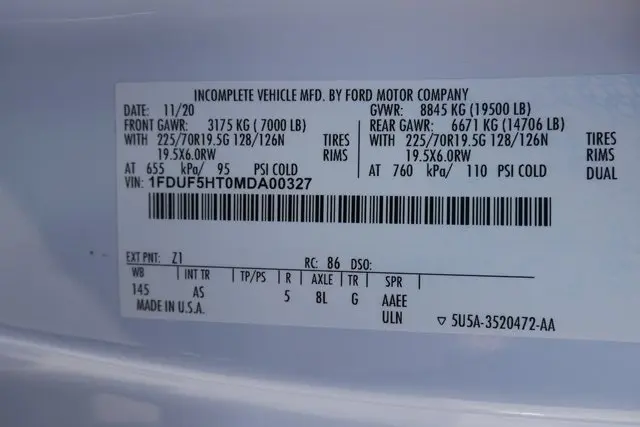 INCOMPLETE VEHICLE MFD. BY FORD MOTOR COMPANY
DATE: 11/20 GVWR: 8845 KG (19500 LB)
FRONT GAWR: 3175 KG ( 7000 LB) REAR GAWR: 6671 KG (14706 LB)
WITH 225/70R19.5G 128/126N TIRES WITH 225/70R19.5G 128/126N TIRES
19.5X6.0RW RIMS 19.5X6.0RW RIMS
AT 655 kPa/ 95 PSI COLD AT 760 kPa/ 110 PSI COLD DUAL
VIN: 1FDUF5HT0MDA00327
EXT PNT: Z1 RC: 86 DSO:
WB INT TR TP/PS R AXLE TR SPR
145 AS 5 8L G AAEE
MADE IN U.S.A. ULN ▽ 5U5A-3520472-AA